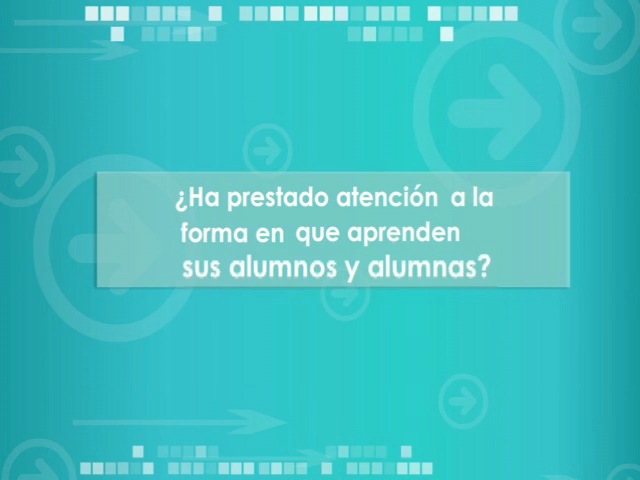 ¿Ha prestado atención a la
forma en que aprenden
sus alumnos y alumnas?